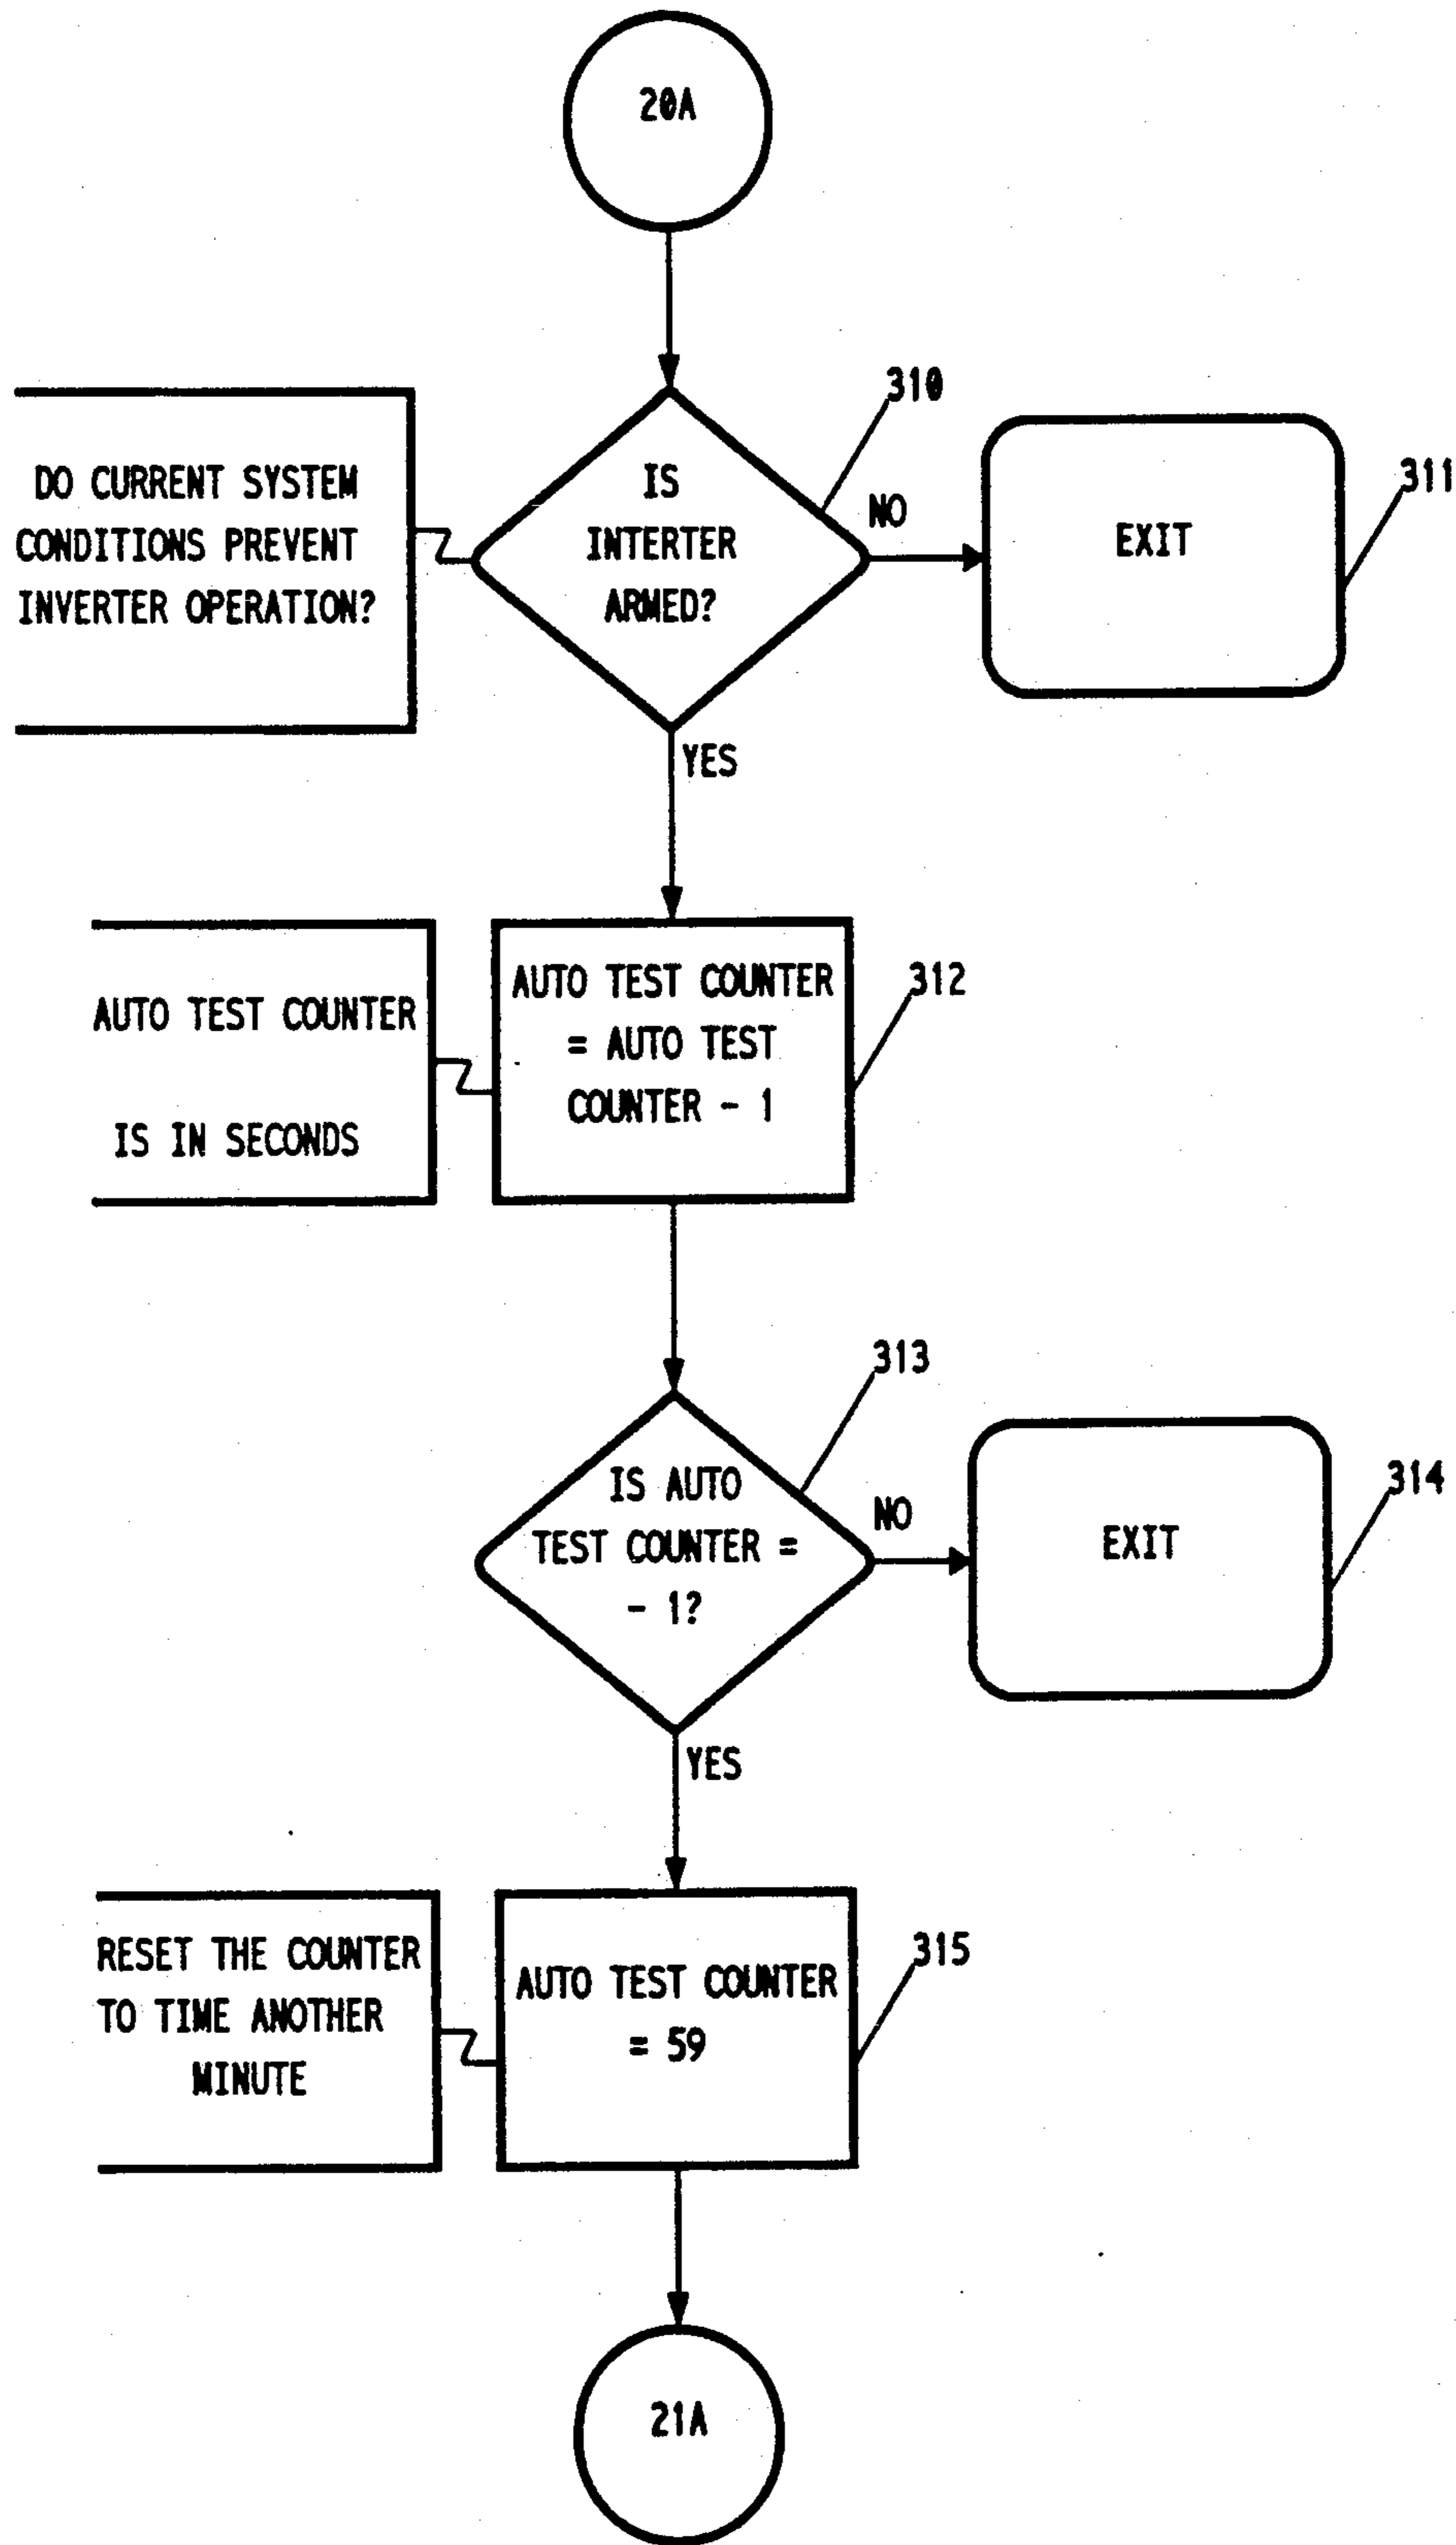 20A
310
DO CURRENT SYSTEM
CONDITIONS PREVENT
INVERTER OPERATION?
IS
INTERTER
ARMED?
NO
EXIT
311
YES
AUTO TEST COUNTER
IS IN SECONDS
AUTO TEST COUNTER
= AUTO TEST
COUNTER - 1
312
313
IS AUTO
TEST COUNTER =
- 1?
NO
EXIT
314
YES
RESET THE COUNTER
TO TIME ANOTHER
MINUTE
AUTO TEST COUNTER
= 59
315
21A